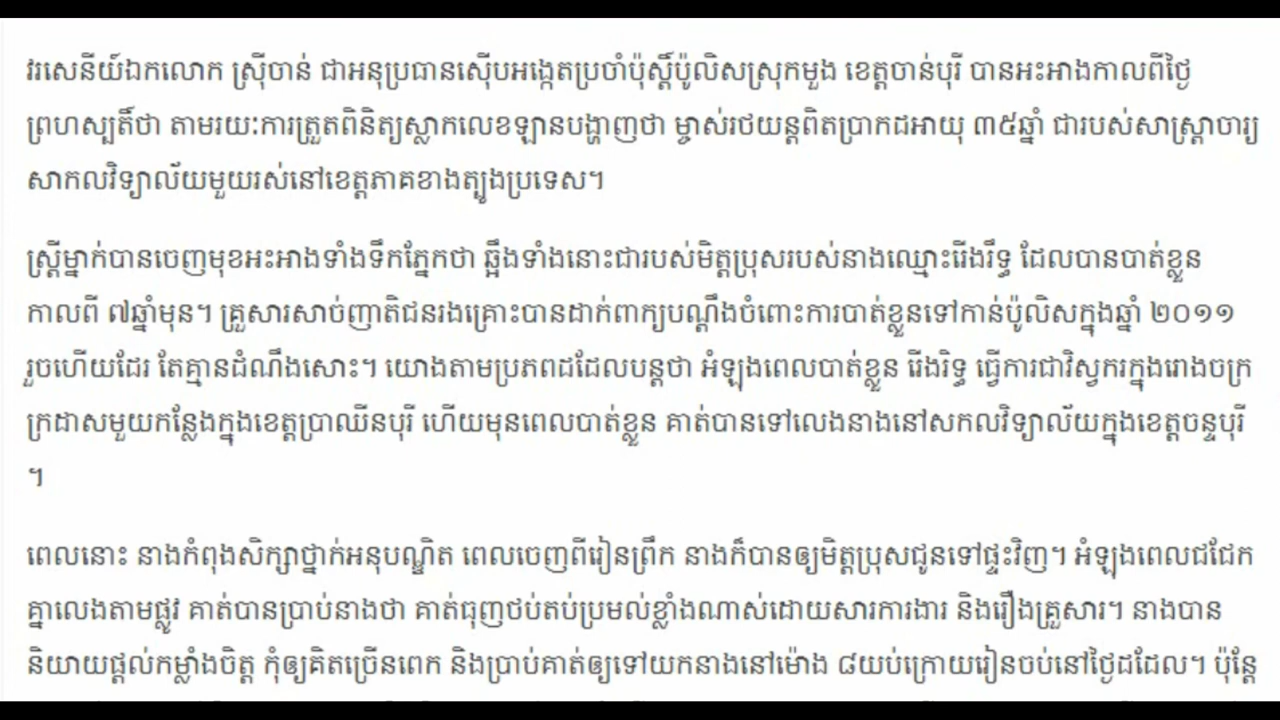 វរសេនីយ៍ឯកលោក ស្រ៊ីចាន់ ជាអនុប្រធានស៊ើបអង្កេតប្រចាំប៉ុស្តិ៍ប៉ូលិសស្រុកមួង ខេត្តចាន់បុរី បានអះអាងកាលពីថ្ងៃ
ព្រហស្បតិ៍ថា តាមរយៈការត្រួតពិនិត្យស្លាកលេខឡានបង្ហាញថា ម្ចាស់រថយន្តពិតប្រាកដអាយុ ៣៥ឆ្នាំ ជារបស់សាស្ត្រាចារ្យ
សាកលវិទ្យាល័យមួយរស់នៅខេត្តភាគខាងត្បូងប្រទេស។
ស្ត្រីម្នាក់បានចេញមុខអះអាងទាំងទឹកភ្នែកថា ឆ្អឹងទាំងនោះជារបស់មិត្តប្រុសរបស់នាងឈ្មោះរើងរឹទ្ធ ដែលបានបាត់ខ្លួន
កាលពី ៧ឆ្នាំមុន។ គ្រួសារសាច់ញាតិជនរងគ្រោះបានដាក់ពាក្យបណ្តឹងចំពោះការបាត់ខ្លួនទៅកាន់ប៉ូលិសក្នុងឆ្នាំ ២០១១
រួចហើយដែរ តែគ្មានដំណឹងសោះ។ យោងតាមប្រភពដដែលបន្តថា អំឡុងពេលបាត់ខ្លួន រើងរិទ្ធ ធ្វើការជាវិស្វករក្នុងរោងចក្រ
ក្រដាសមួយកន្លែងក្នុងខេត្តប្រាឈីនបុរី ហើយមុនពេលបាត់ខ្លួន គាត់បានទៅលេងនាងនៅសកលវិទ្យាល័យក្នុងខេត្តចន្ទបុរី
។
ពេលនោះ នាងកំពុងសិក្សាថ្នាក់អនុបណ្ឌិត ពេលចេញពីរៀនព្រឹក នាងក៏បានឲ្យមិត្តប្រុសជូនទៅផ្ទះវិញ។ អំឡុងពេលជជែក
គ្នាលេងតាមផ្លូវ គាត់បានប្រាប់នាងថា គាត់ធុញថប់តប់ប្រមល់ខ្លាំងណាស់ដោយសារការងារ និងរឿងគ្រួសារ។ នាងបាន
និយាយផ្តល់កម្លាំងចិត្ត កុំឲ្យគិតច្រើនពេក និងប្រាប់គាត់ឲ្យទៅយកនាងនៅម៉ោង ៨យប់ក្រោយរៀនចប់នៅថ្ងៃដដែល។ ប៉ុន្តែ